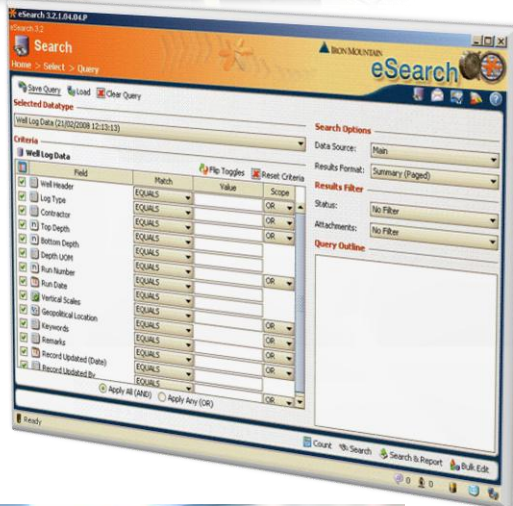 eSearch 3.2.1.04.04.P
eSearch 3.2
Search
Home > Select > Query
IRON MOUNTAIN
eSearch
Save Query Load Clear Query
Selected Datatype
Well Log Data (21/02/2008 12:13:13)
Criteria
Well Log Data
Flip Toggles Reset Criteria
Field Match Value Scope
Well Header EQUALS OR
Log Type EQUALS OR
Contractor EQUALS OR
Top Depth EQUALS
Bottom Depth EQUALS
Depth UOM EQUALS
Run Number EQUALS
Run Date EQUALS OR
Vertical Scales EQUALS
Geopolitical Location EQUALS
Keywords EQUALS OR
Remarks EQUALS OR
Record Updated (Date) EQUALS OR
Record Updated By EQUALS OR
Apply All (AND) Apply Any (OR)
Search Options
Data Source: Main
Results Format: Summary (Paged)
Results Filter
Status: No Filter
Attachments: No Filter
Query Outline
Count Search Search & Report Bulk Edit
Ready
0 0